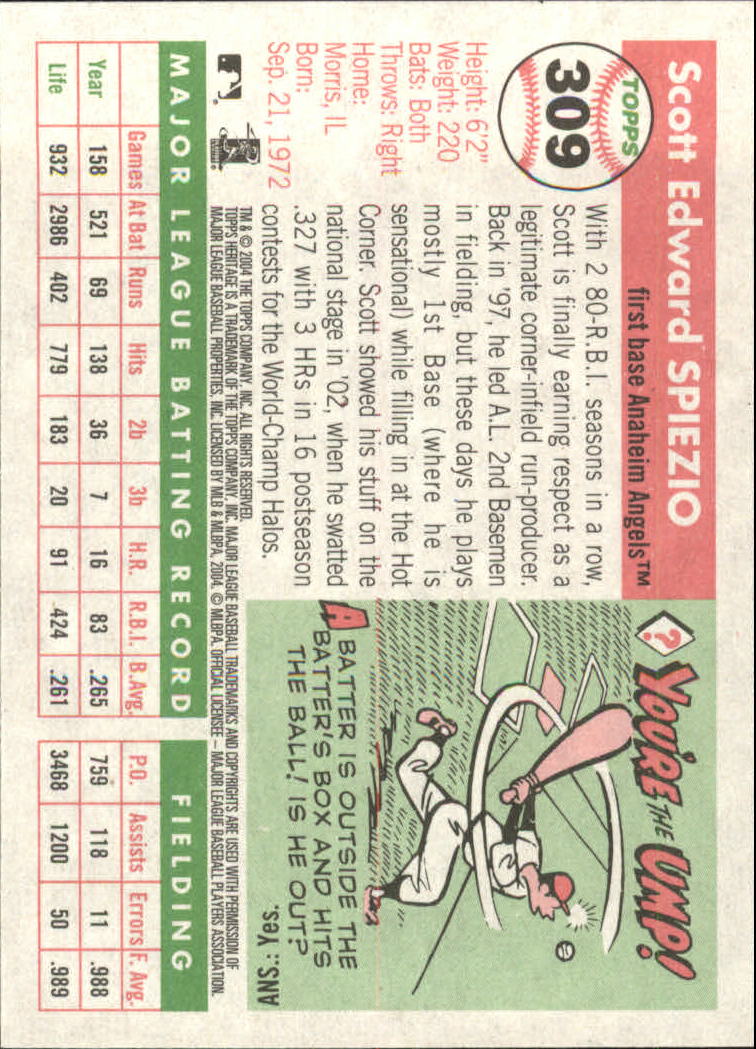 Scott Edward SPIEZIO
first base Anaheim Angels™
TOPPS
309
Height: 6'2"
Weight: 220
Bats: Both
Throws: Right
Home:
Morris, IL
Born:
Sep. 21, 1972
With 2 80-R.B.I. seasons in a row,
Scott is finally earning respect as a
legitimate corner-infield run-producer.
Back in '97, he led A.L. 2nd Basemen
in fielding, but these days he plays
mostly 1st Base (where he is
sensational) while filling in at the Hot
Corner. Scott showed his stuff on the
national stage in '02, when he swatted
.327 with 3 HRs in 16 postseason
contests for the World-Champ Halos.
?
YOU'RE THE UMP!
A BATTER IS OUTSIDE THE
BATTER'S BOX AND HITS
THE BALL! IS HE OUT?
ANS.: Yes.
TM & © 2004 THE TOPPS COMPANY, INC. ALL RIGHTS RESERVED.
TOPPS HERITAGE IS A TRADEMARK OF THE TOPPS COMPANY, INC. MAJOR LEAGUE BASEBALL TRADEMARKS AND COPYRIGHTS ARE USED WITH PERMISSION OF
MAJOR LEAGUE BASEBALL PROPERTIES, INC. LICENSED BY MLB & MLBPA, 2004. © MLBPA. OFFICIAL LICENSEE – MAJOR LEAGUE BASEBALL PLAYERS ASSOCIATION.
MAJOR LEAGUE BATTING RECORD FIELDING
Games At Bat Runs Hits 2b 3h H.R. R.B.I. B.Avg. P.O. Assists Errors F. Avg.
Year 158 521 69 138 36 7 16 83 .265 759 118 11 .988
Life 932 2986 402 779 183 20 91 424 .261 3468 1200 50 .989